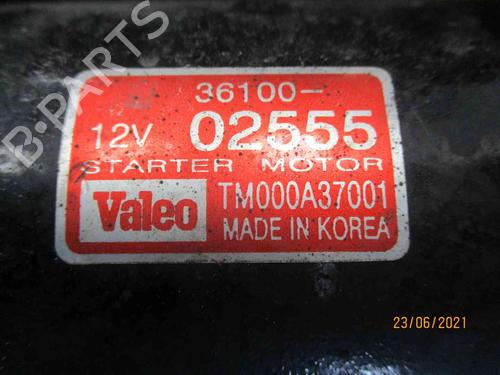 36100-
12V 02555
STARTER MOTOR
Valeo TM000A37001
MADE IN KOREA
B-PARTS
23/06/2021